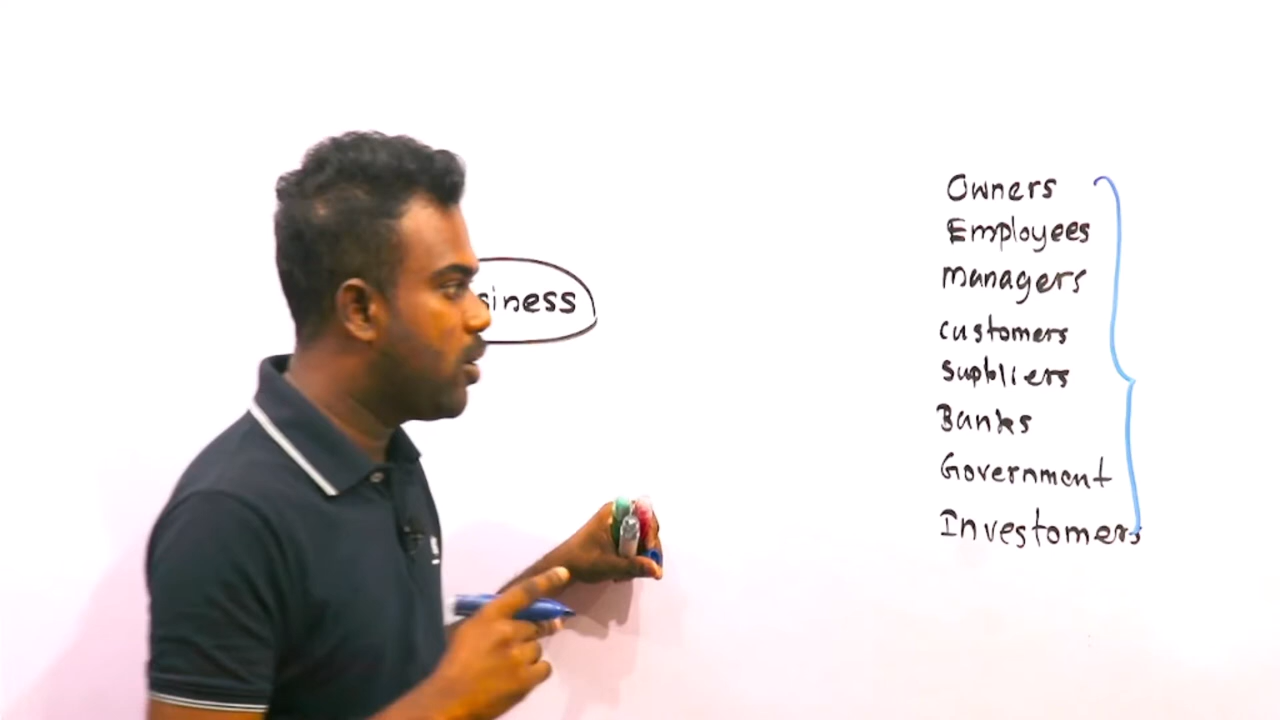 siness
Owners
Employees
Managers
customers
Suppliers
Banks
Government
Investomers